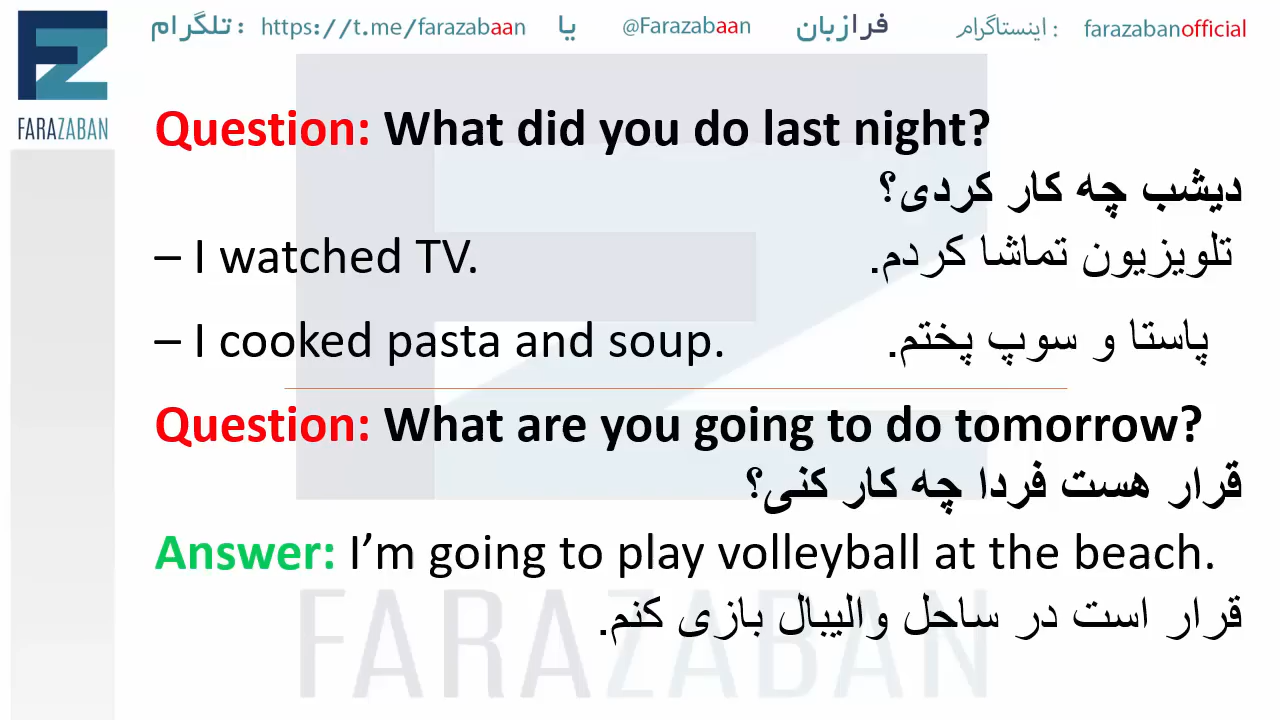 تلگرام : https://t.me/farazabaan یا @Farazabaan فرازبان اینستاگرام : farazabanofficial
FZ
FARAZABAN
Question: What did you do last night?
دیشب چه کار کردی؟
– I watched TV. تلویزیون تماشا کردم.
– I cooked pasta and soup. پاستا و سوپ پختم.
Question: What are you going to do tomorrow?
قرار هست فردا چه کار کنی؟
Answer: I’m going to play volleyball at the beach.
قرار است در ساحل والیبال بازی کنم.
FARAZABAN